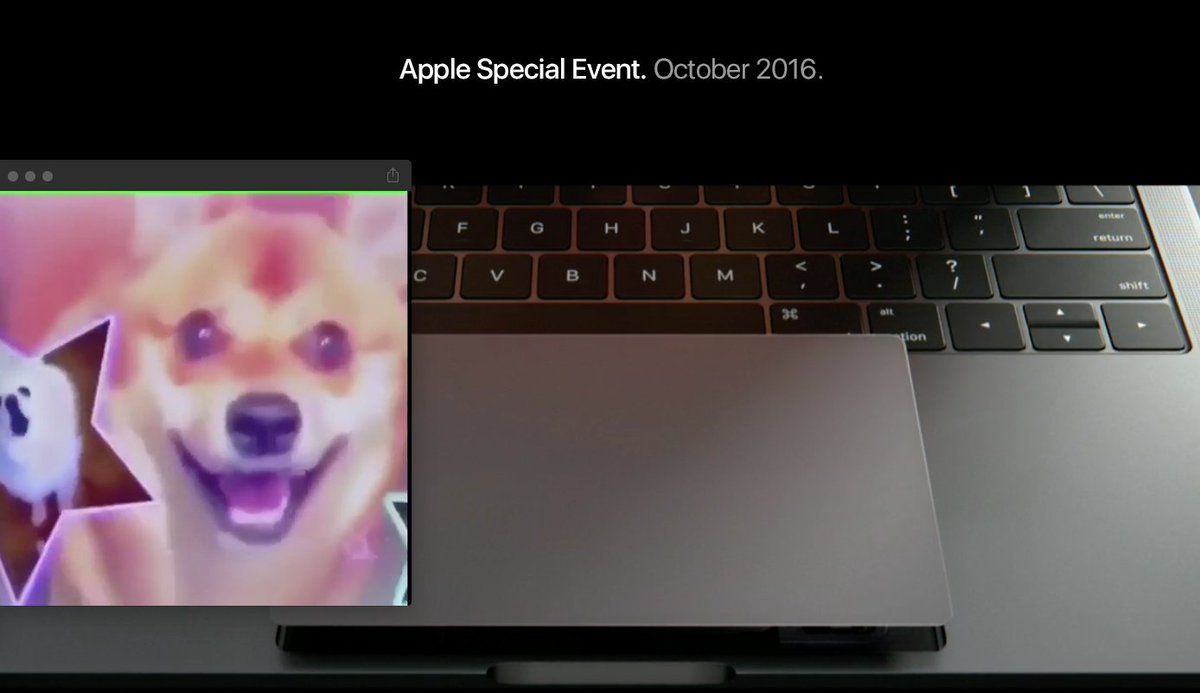 Apple Special Event. October 2016.
[ ] \
F G H J K L : ; " ' enter return
C V B N M < , > . ? / shift
⌘ alt ◄ ▲ ▼ ►